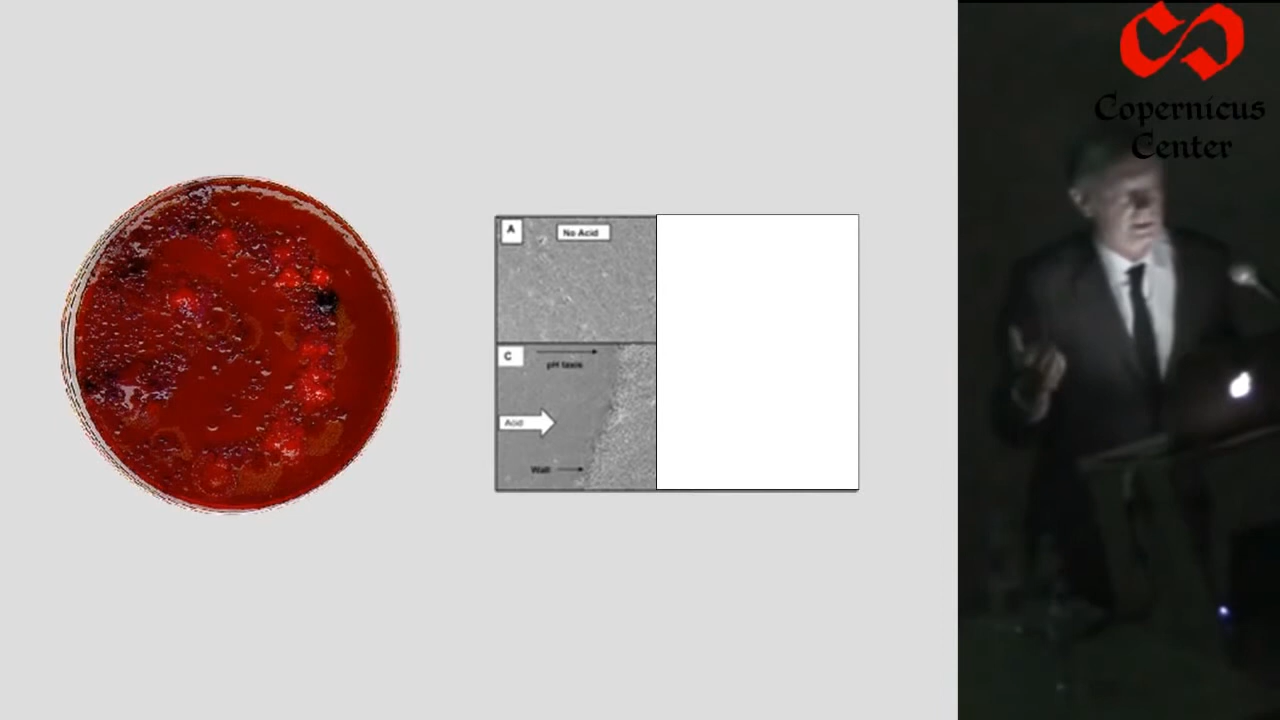 Copernicus
Center
A
No Acid
C
pH taxis
Acid
Wall